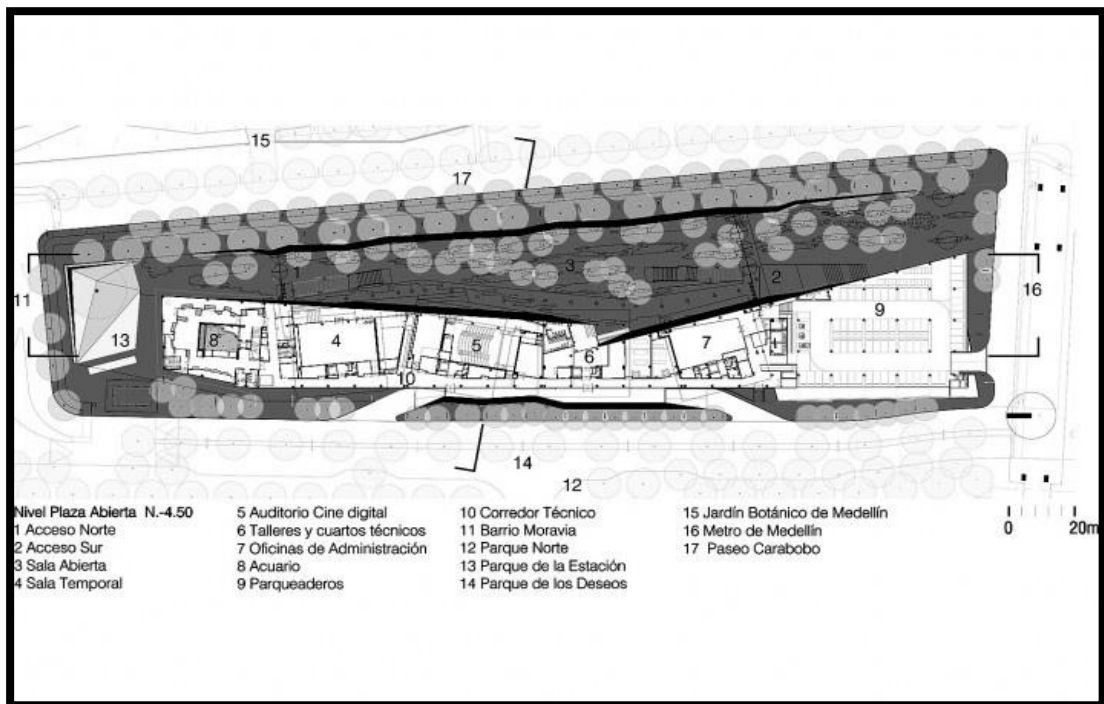 15
17
11
13
1
3
2
16
9
8
4
5
6
7
10
14
12
Nivel Plaza Abierta N.-4.50
1 Acceso Norte
2 Acceso Sur
3 Sala Abierta
4 Sala Temporal
5 Auditorio Cine digital
6 Talleres y cuartos técnicos
7 Oficinas de Administración
8 Acuario
9 Parqueaderos
10 Corredor Técnico
11 Barrio Moravia
12 Parque Norte
13 Parque de la Estación
14 Parque de los Deseos
15 Jardín Botánico de Medellín
16 Metro de Medellín
17 Paseo Carabobo
0 20m